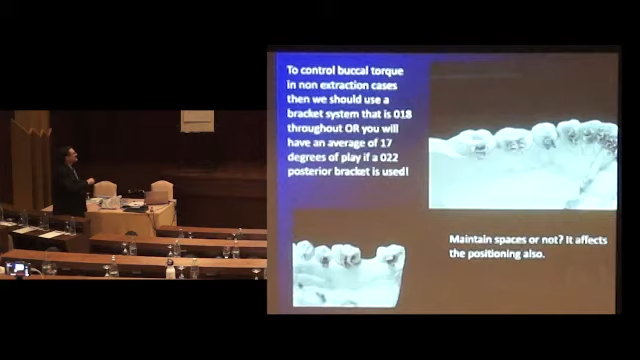 To control buccal torque
in non extraction cases
then we should use a
bracket system that is 018
throughout OR you will
have an average of 17
degrees of play if a 022
posterior bracket is used!
Maintain spaces or not? It affects
the positioning also.